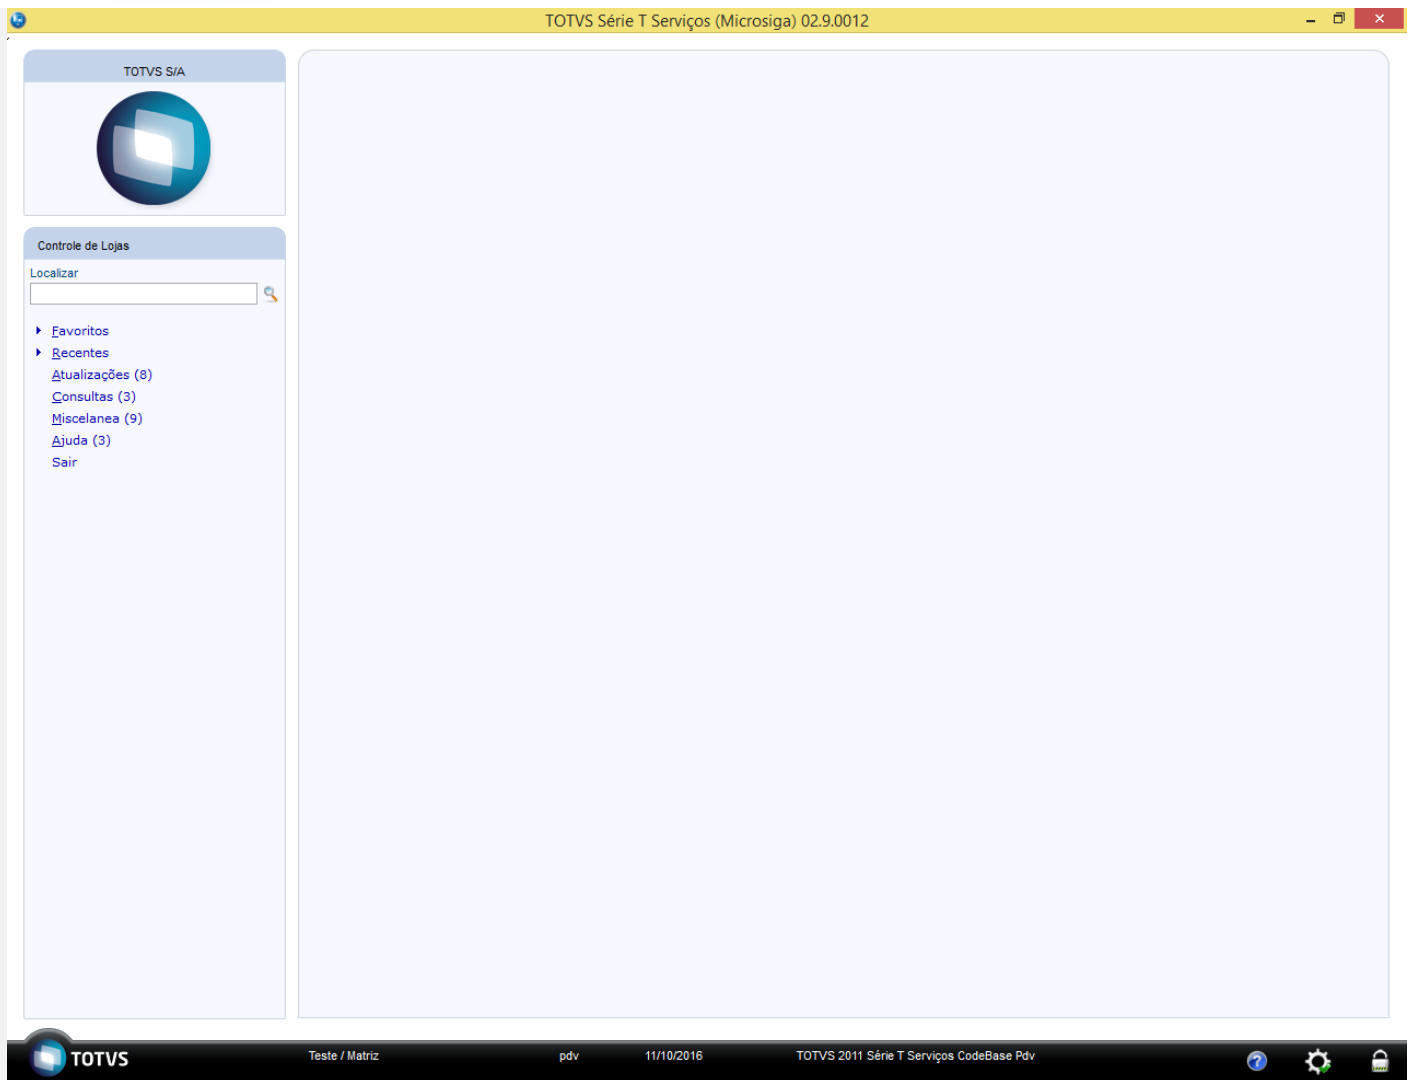 TOTVS Série T Serviços (Microsiga) 02.9.0012
TOTVS S/A
Controle de Lojas
Localizar
Favoritos
Recentes
Atualizações (8)
Consultas (3)
Miscelanea (9)
Ajuda (3)
Sair
TOTVS
Teste / Matriz
pdv
11/10/2016
TOTVS 2011 Série T Serviços CodeBase Pdv